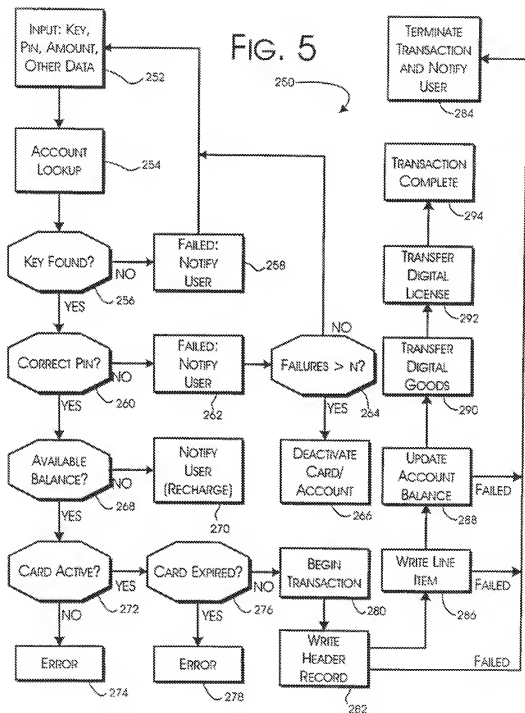 FIG. 5
250
INPUT: KEY,
PIN, AMOUNT,
OTHER DATA
252
ACCOUNT
LOOKUP
254
KEY FOUND?
256
NO
YES
FAILED:
NOTIFY
USER
258
CORRECT PIN?
260
NO
YES
FAILED:
NOTIFY
USER
262
FAILURES > N?
264
NO
YES
DEACTIVATE
CARD/
ACCOUNT
266
AVAILABLE
BALANCE?
268
NO
YES
NOTIFY
USER
(RECHARGE)
270
CARD ACTIVE?
272
YES
NO
ERROR
274
CARD EXPIRED?
276
NO
YES
ERROR
278
BEGIN
TRANSACTION
280
WRITE
HEADER
RECORD
282
FAILED
WRITE LINE
ITEM
286
FAILED
UPDATE
ACCOUNT
BALANCE
288
FAILED
TRANSFER
DIGITAL
GOODS
290
TRANSFER
DIGITAL
LICENSE
292
TRANSACTION
COMPLETE
294
TERMINATE
TRANSACTION
AND NOTIFY
USER
284